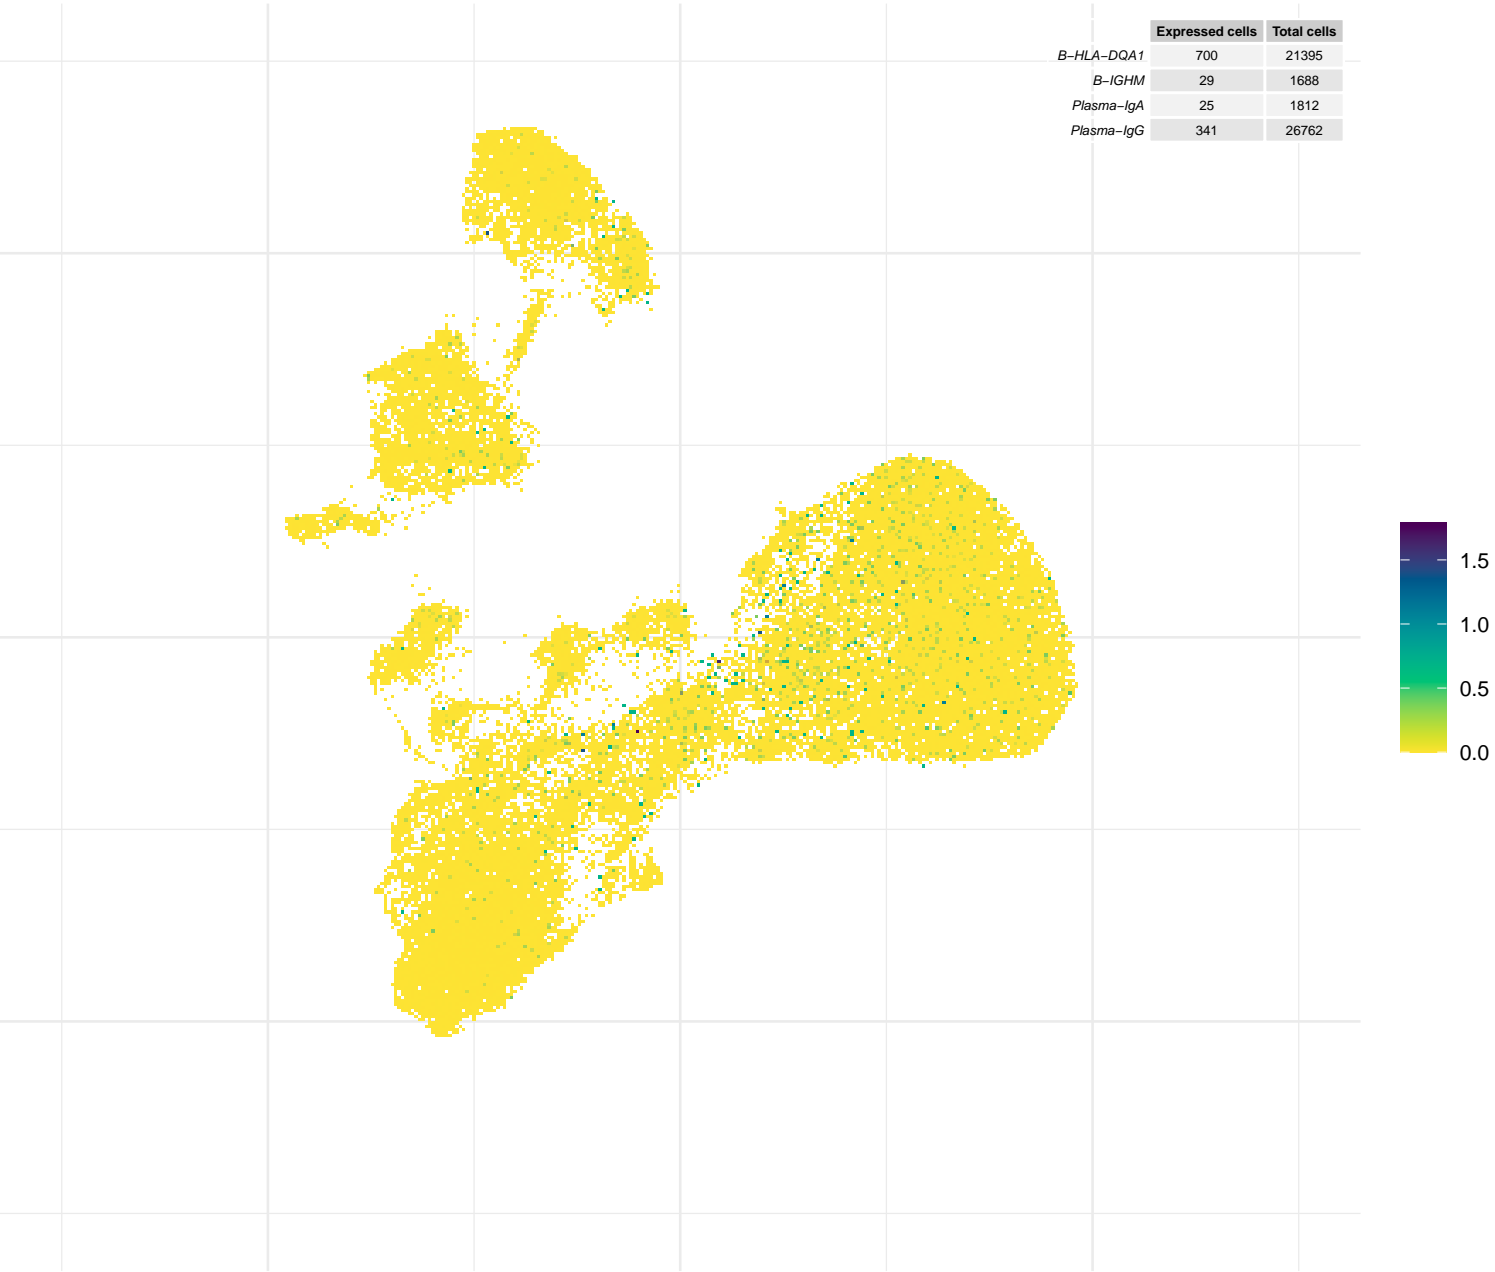 Expressed cells Total cells
B−HLA−DQA1 700 21395
B−IGHM 29 1688
Plasma−IgA 25 1812
Plasma−IgG 341 26762
1.5
1.0
0.5
0.0